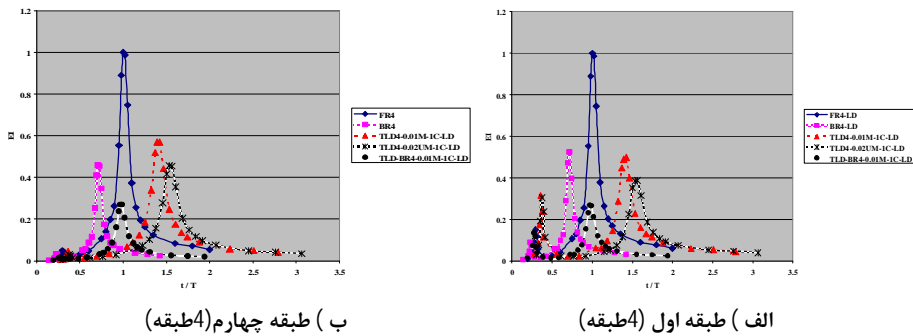 1.2
1
0.8
0.6
0.4
0.2
0
EI
0 0.5 1 1.5 2 2.5 3 3.5
t / T
FR4
BR4
TLD4-0.01M-1C-LD
TLD4-0.02UM-1C-LD
TLD-BR4-0.01M-1C-LD
ب ) طبقه چهارم(4طبقه)
1.2
1
0.8
0.6
0.4
0.2
0
EI
0 0.5 1 1.5 2 2.5 3 3.5
t / T
FR4-LD
BR4-LD
TLD4-0.01M-1C-LD
TLD4-0.02UM-1C-LD
TLD-BR4-0.01M-1C-LD
الف ) طبقه اول (4طبقه)